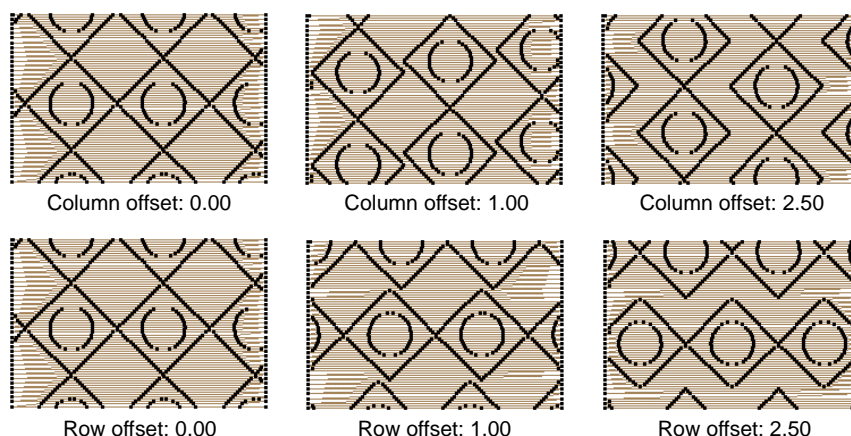 Column offset: 0.00
Column offset: 1.00
Column offset: 2.50
Row offset: 0.00
Row offset: 1.00
Row offset: 2.50